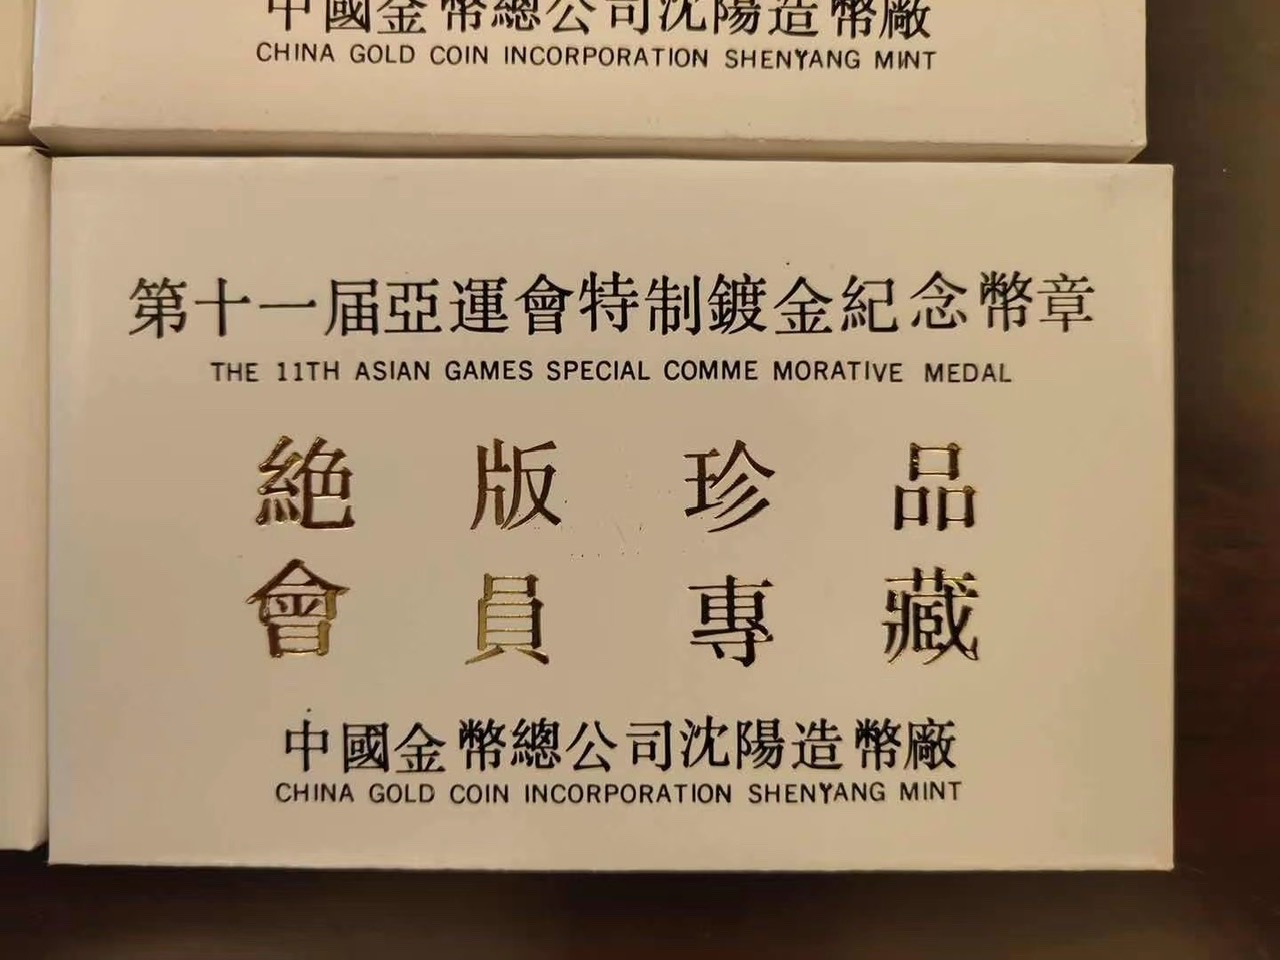 中國金幣總公司沈陽造幣廠
CHINA GOLD COIN INCORPORATION SHENYANG MINT
第十一届亞運會特制鍍金紀念幣章
THE 11TH ASIAN GAMES SPECIAL COMME MORATIVE MEDAL
絕版珍品
會員專藏
中國金幣總公司沈陽造幣廠
CHINA GOLD COIN INCORPORATION SHENYANG MINT